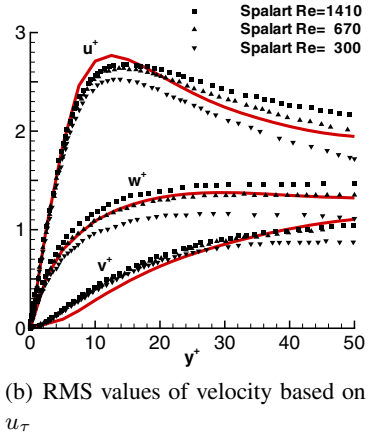 Spalart Re=1410
Spalart Re= 670
Spalart Re= 300
3
2
1
0
u+
w+
v+
0 10 20 30 40 50
y+
(b) RMS values of velocity based on
uτ